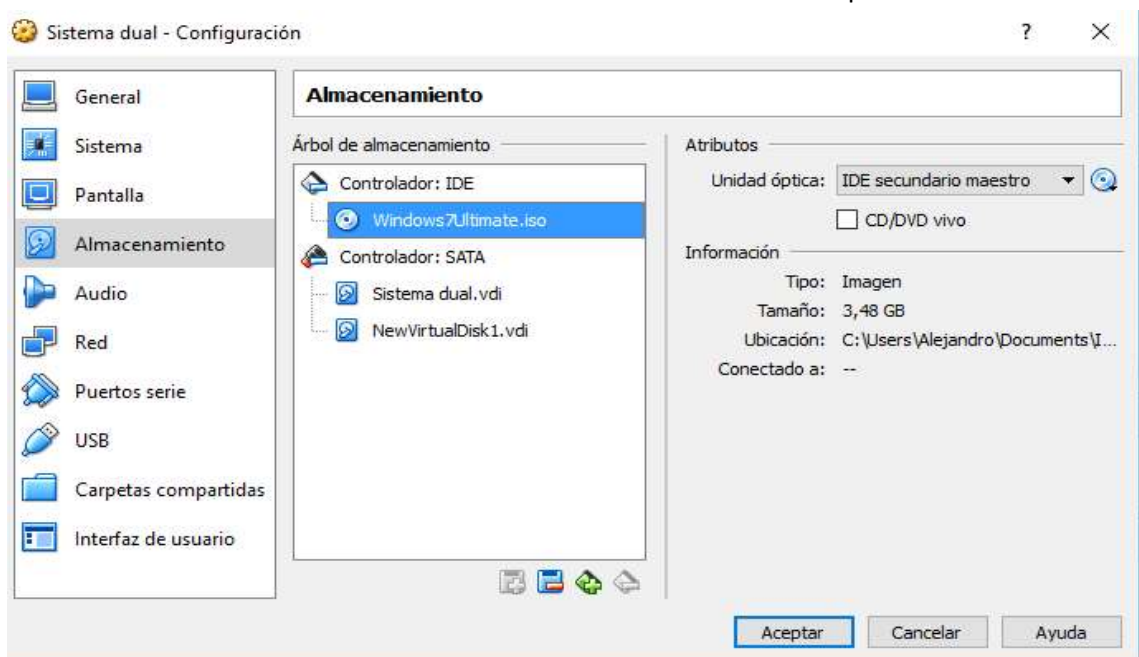 Sistema dual - Configuración
?
General
Sistema
Pantalla
Almacenamiento
Audio
Red
Puertos serie
USB
Carpetas compartidas
Interfaz de usuario
Almacenamiento
Árbol de almacenamiento
Controlador: IDE
Windows7Ultimate.iso
Controlador: SATA
Sistema dual.vdi
NewVirtualDisk1.vdi
Atributos
Unidad óptica: IDE secundario maestro
CD/DVD vivo
Información
Tipo: Imagen
Tamaño: 3,48 GB
Ubicación: C:\Users\Alejandro\Documents\I...
Conectado a: --
Aceptar Cancelar Ayuda